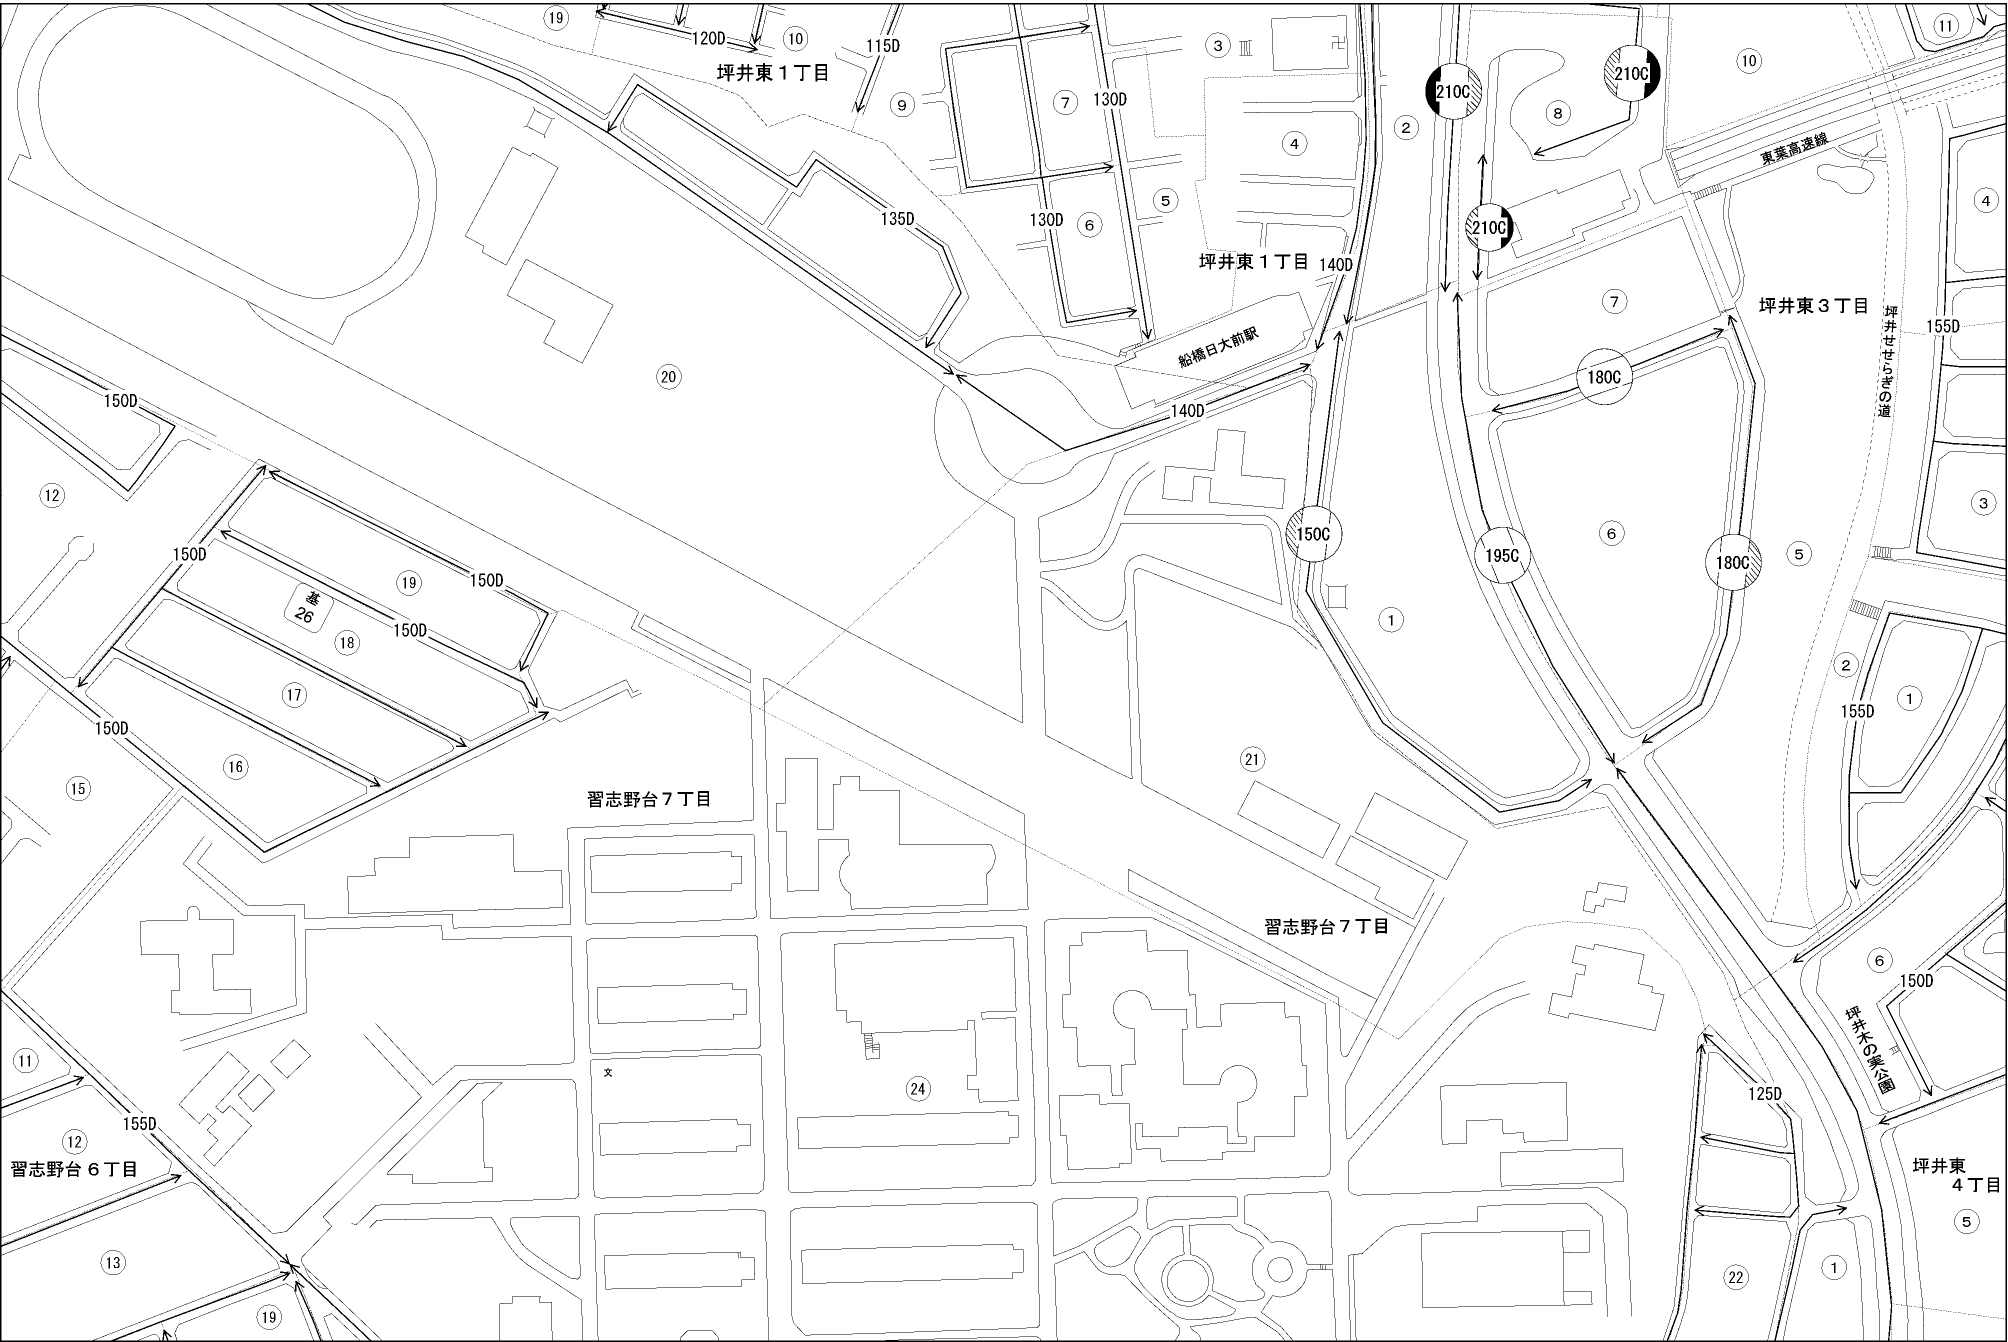 ⑲
120D
⑩
115D
坪井東１丁目
⑨
⑦
130D
③
④
②
210C
210C
⑧
⑩
⑪
東葉高速線
135D
130D
⑥
⑤
坪井東１丁目
140D
210C
④
⑦
坪井東３丁目
坪井せせらぎの道
155D
船橋日大前駅
⑳
150D
140D
180C
⑫
150D
⑲
150D
基
26
150D
⑱
150C
195C
⑥
180C
⑤
③
①
②
155D
①
⑰
150D
⑯
⑮
習志野台７丁目
㉑
習志野台７丁目
⑥
150D
坪井木の実公園
⑪
文
㉔
125D
155D
⑫
習志野台６丁目
坪井東
４丁目
⑤
⑬
⑲
㉒
①